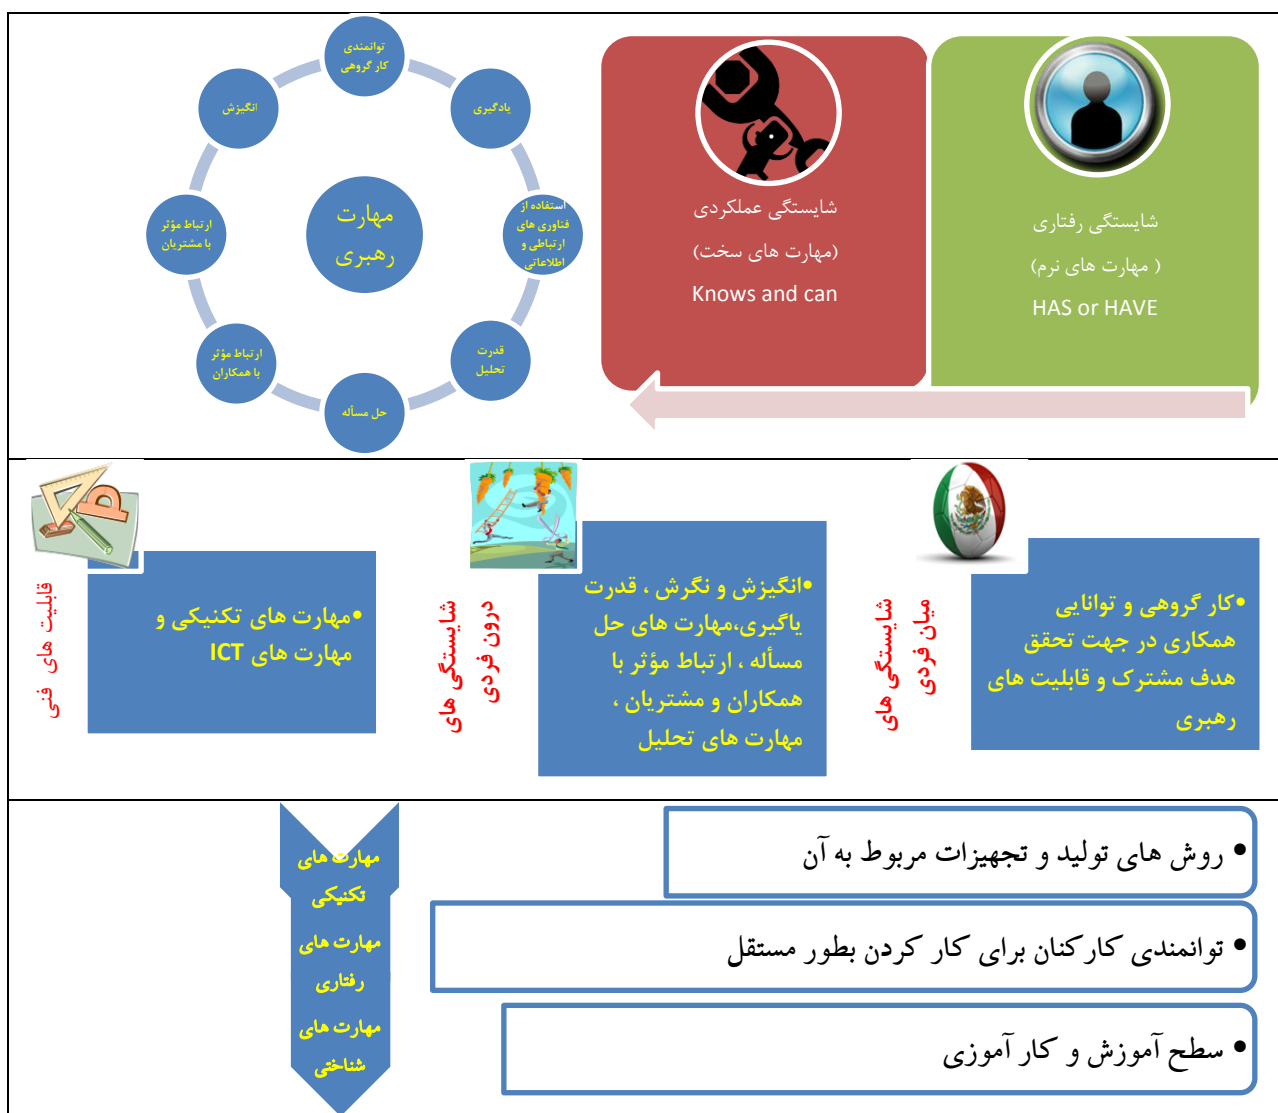 شایستگی رفتاری
( مهارت های نرم)
HAS or HAVE
شایستگی عملکردی
(مهارت های سخت)
Knows and can
مهارت
رهبری
توانمندی
کار گروهی
یادگیری
استفاده از
فناوری های
ارتباطی و
اطلاعاتی
قدرت
تحلیل
حل مسأله
ارتباط مؤثر
با همکاران
ارتباط مؤثر
با مشتریان
انگیزش
شایستگی های
میان فردی
•کار گروهی و توانایی
همکاری در جهت تحقق
هدف مشترک و قابلیت های
رهبری
شایستگی های
درون فردی
•انگیزش و نگرش ، قدرت
یاگیری،مهارت های حل
مسأله ، ارتباط مؤثر با
همکاران و مشتریان ،
مهارت های تحلیل
قابلیت های فنی
•مهارت های تکنیکی و
مهارت های ICT
• روش های تولید و تجهیزات مربوط به آن
• توانمندی کارکنان برای کار کردن بطور مستقل
• سطح آموزش و کار آموزی
مهارت های
تکنیکی
مهارت های
رفتاری
مهارت های
شناختی